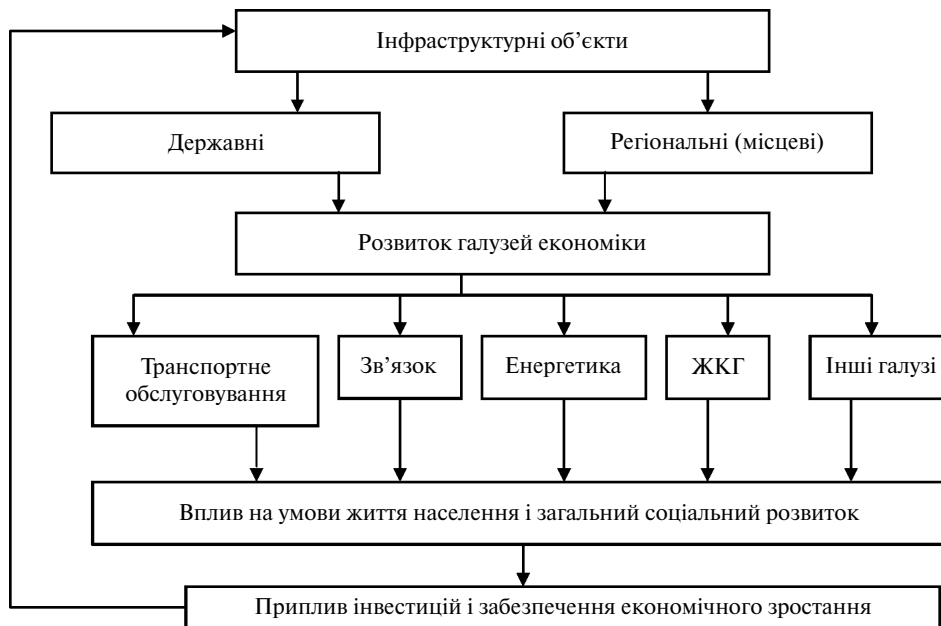 Інфраструктурні об’єкти
Державні
Регіональні (місцеві)
Розвиток галузей економіки
Транспортне
обслуговування
Зв’язок
Енергетика
ЖКГ
Інші галузі
Вплив на умови життя населення і загальний соціальний розвиток
Приплив інвестицій і забезпечення економічного зростання